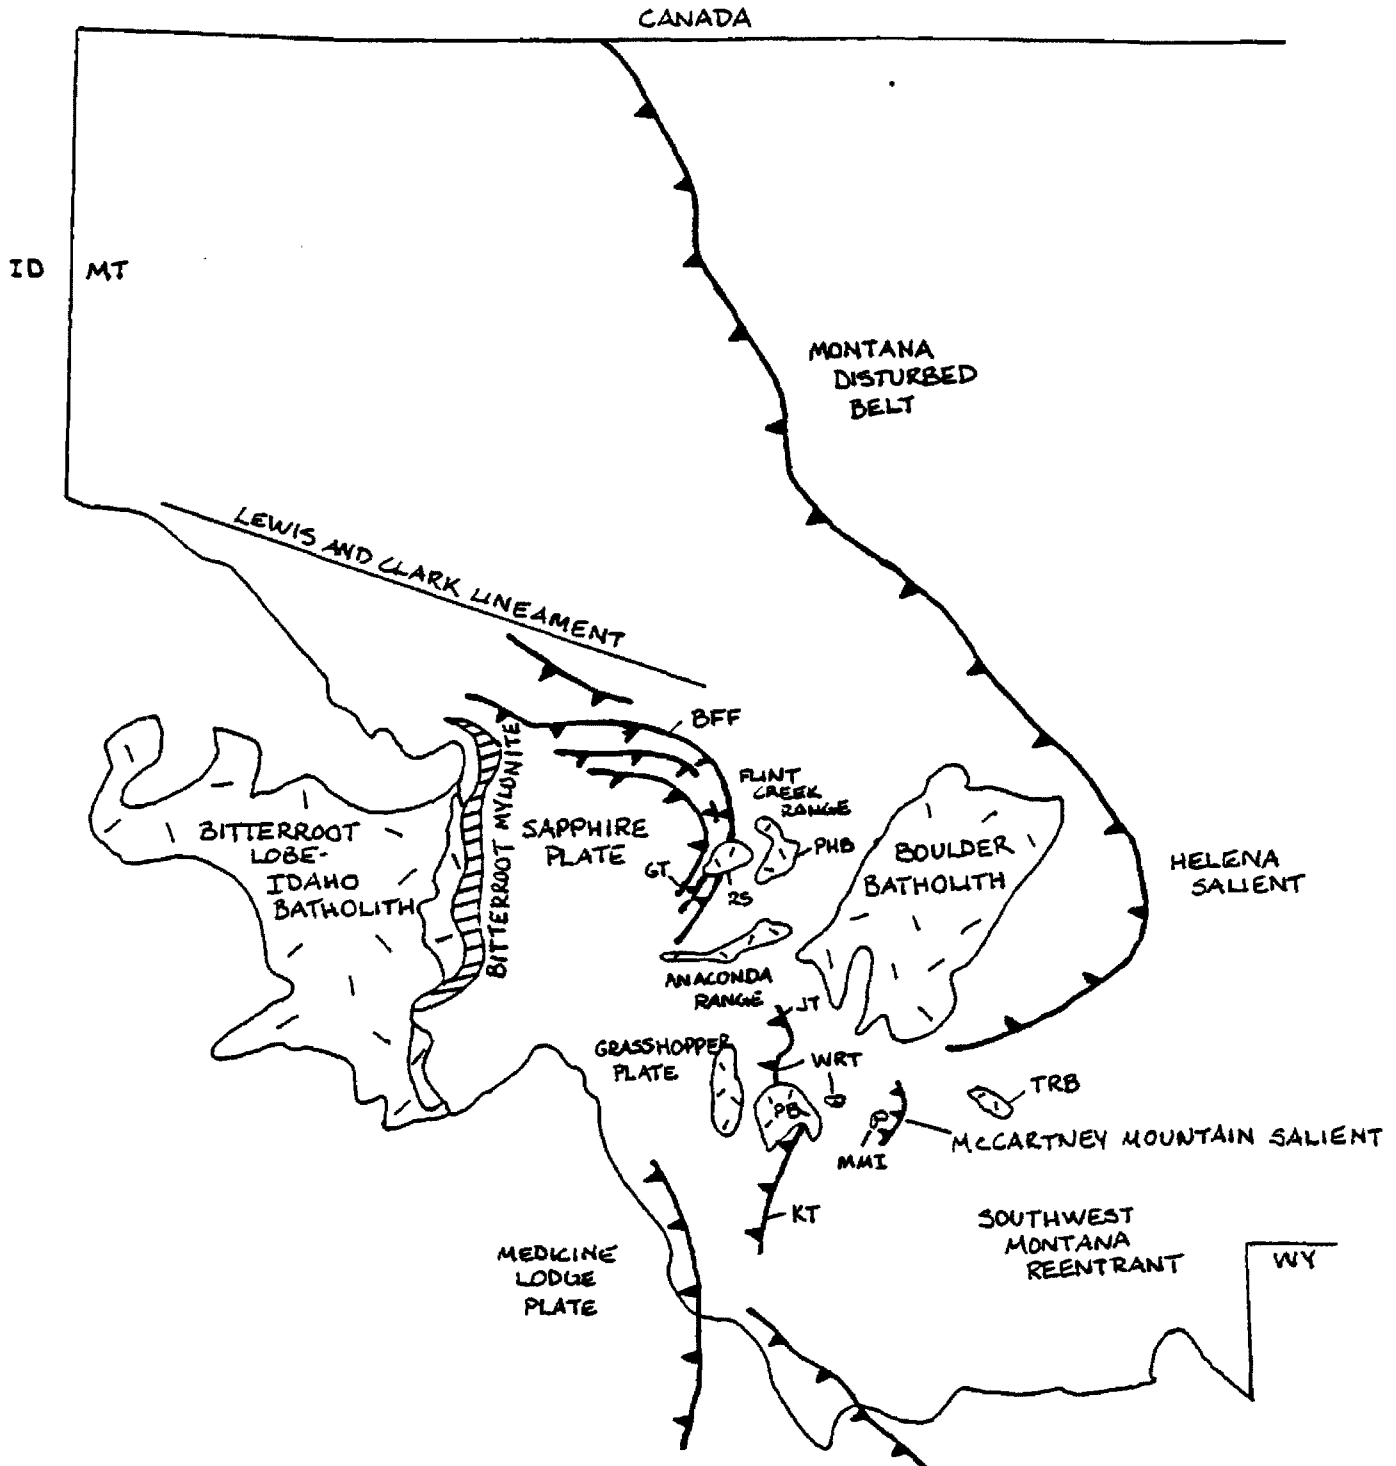 CANADA
ID
MT
MONTANA
DISTURBED
BELT
LEWIS AND CLARK LINEAMENT
BFF
FLINT
CREEK
RANGE
BITTERROOT MYLONITE
SAPPHIRE
PLATE
BITTERROOT
LOBE-
IDAHO
BATHOLITH
PHB
GT
BOULDER
BATHOLITH
HELENA
SALIENT
ANACONDA
RANGE
JT
GRASSHOPPER
PLATE
WRT
PB
TRB
MCCARTNEY MOUNTAIN SALIENT
MMI
KT
SOUTHWEST
MONTANA
REENTRANT
WY
MEDICINE
LODGE
PLATE